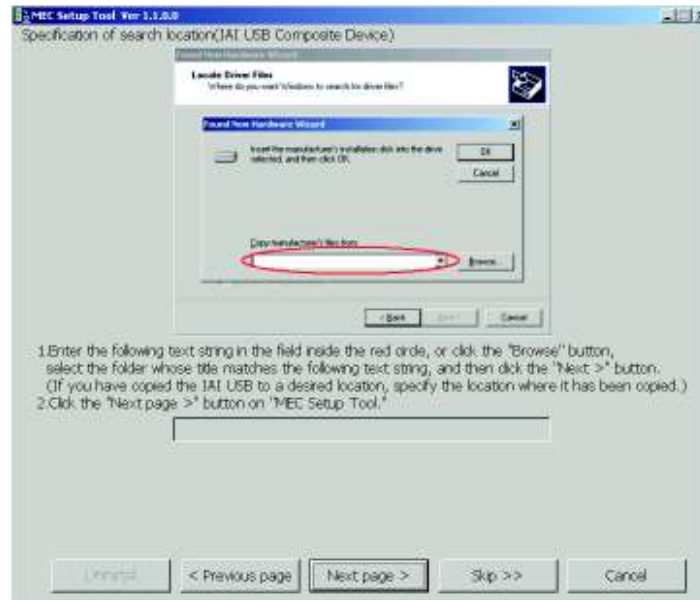 MEC Setup Tool Ver 1.1.0.0
Specification of search location(IAI USB Composite Device)
Found New Hardware Wizard
Locate Driver Files
Where do you want Windows to search for driver files?
Found New Hardware Wizard
Insert the manufacturer's installation disk into the drive
selected, and then click OK.
OK
Cancel
Copy manufacturer's files from:
Browse...
< Back
Cancel
1.Enter the following text string in the field inside the red circle, or click the "Browse" button,
select the folder whose title matches the following text string, and then click the "Next >" button.
(If you have copied the IAI USB to a desired location, specify the location where it has been copied.)
2.Click the "Next page >" button on "MEC Setup Tool."
Uninstall
< Previous page
Next page >
Skip >>
Cancel